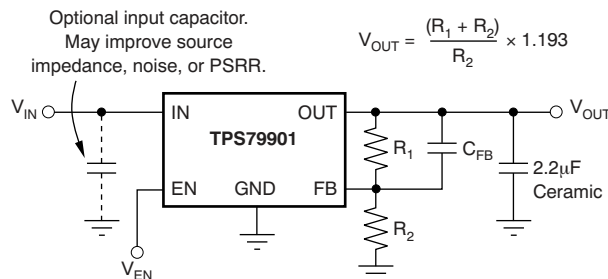 Optional input capacitor.
May improve source
impedance, noise, or PSRR.
V_OUT = (R_1 + R_2) / R_2 × 1.193
V_IN
IN
OUT
V_OUT
TPS79901
R_1
C_FB
2.2μF
Ceramic
EN
GND
FB
R_2
V_EN